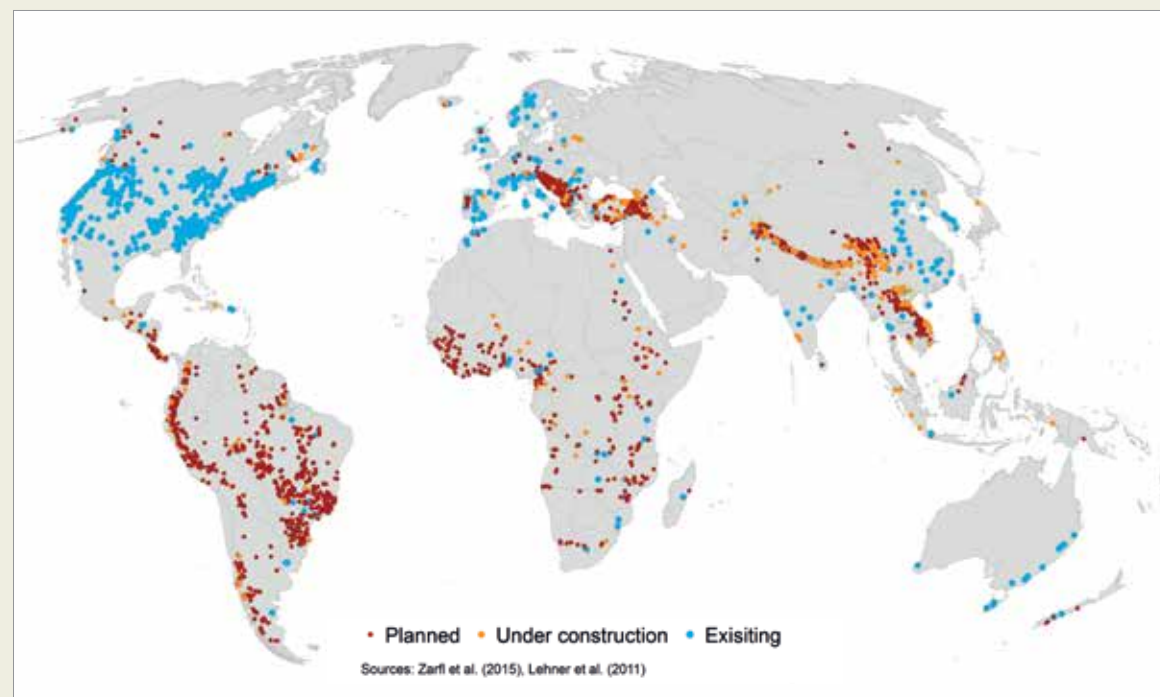 Planned Under construction Exisiting
Sources: Zarfl et al. (2015), Lehner et al. (2011)